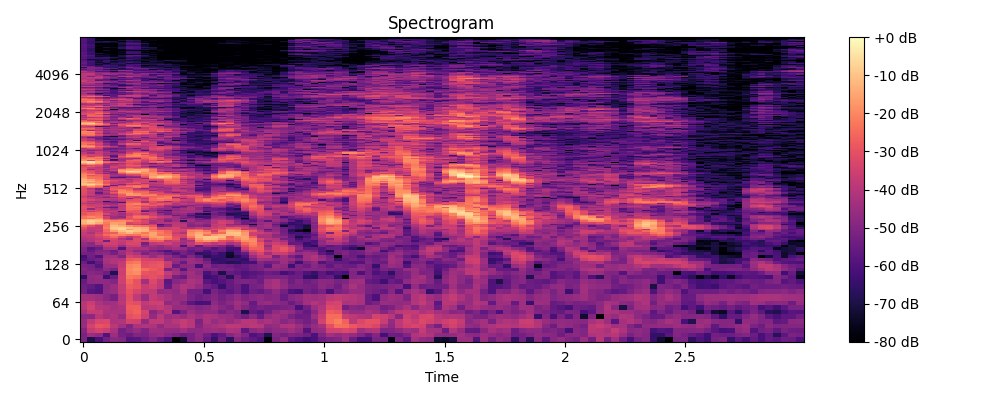 Spectrogram
Hz
4096
2048
1024
512
256
128
64
0
0
0.5
1
1.5
2
2.5
Time
+0 dB
-10 dB
-20 dB
-30 dB
-40 dB
-50 dB
-60 dB
-70 dB
-80 dB